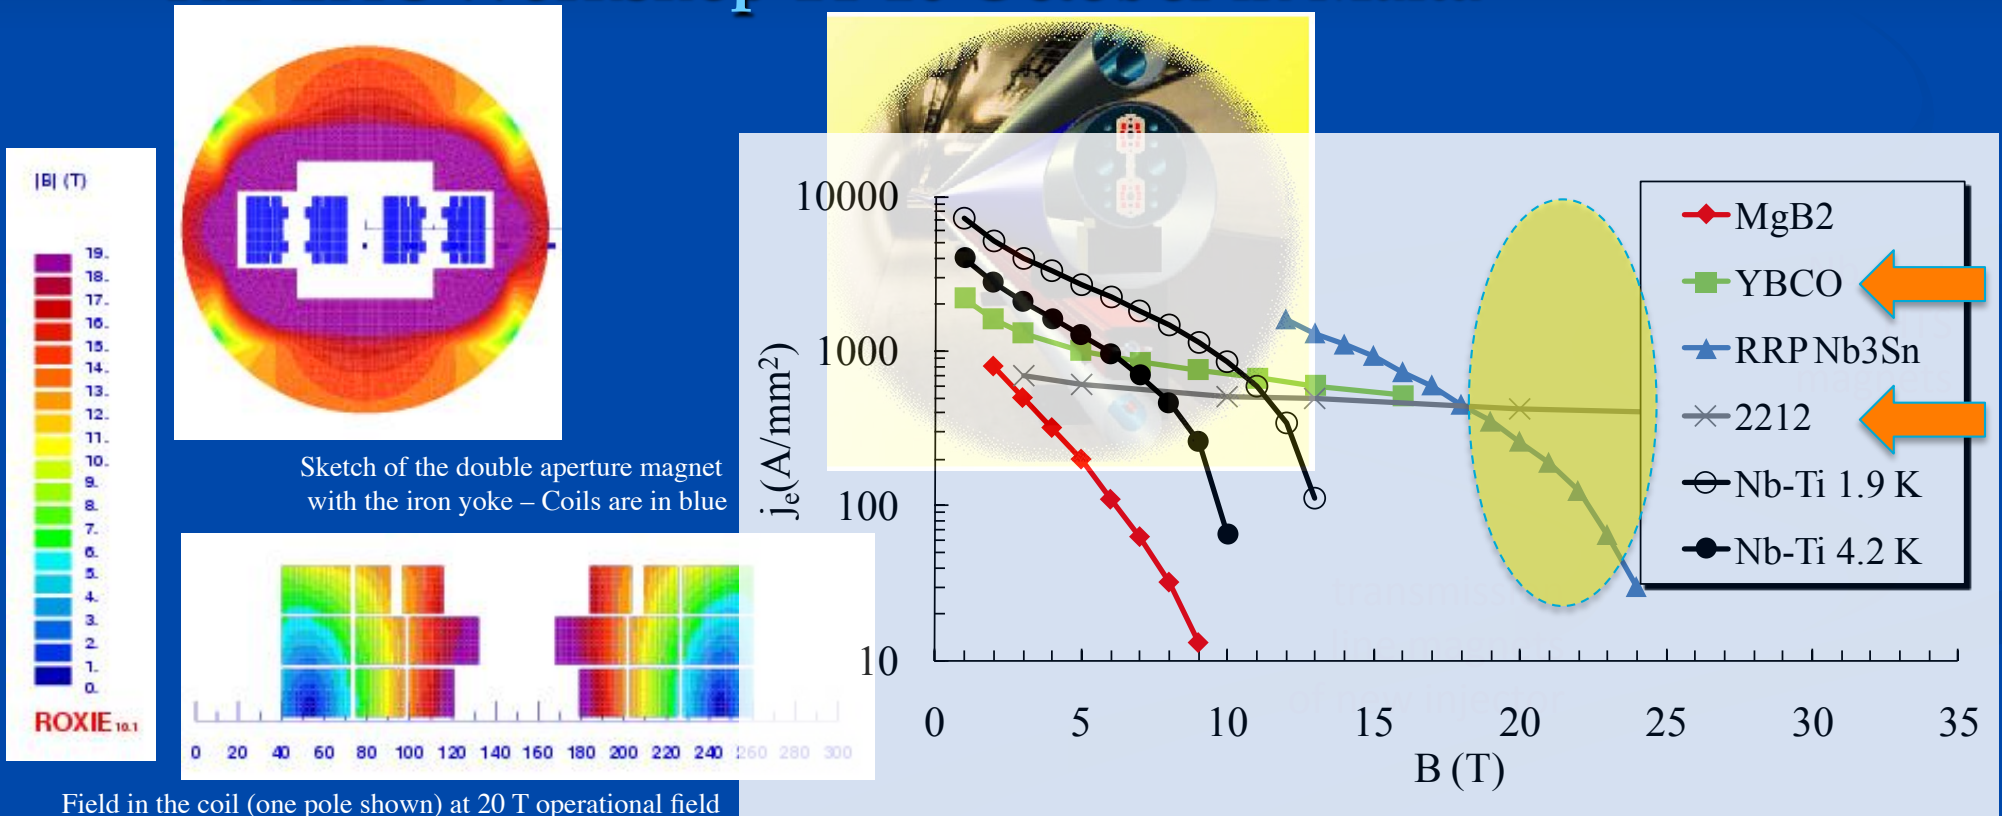 |B| (T)
19.
18.
17.
16.
15.
14.
13.
12.
11.
10.
9.
8.
7.
6.
5.
4.
3.
2.
1.
0.
ROXIE 10.1
Sketch of the double aperture magnet
with the iron yoke – Coils are in blue
0 20 40 60 80 100 120 140 160 180 200 220 240 260 280 300
Field in the coil (one pole shown) at 20 T operational field
10000
1000
100
10
je(A/mm2)
0 5 10 15 20 25 30 35
B (T)
MgB2
YBCO
RRP Nb3Sn
2212
Nb-Ti 1.9 K
Nb-Ti 4.2 K